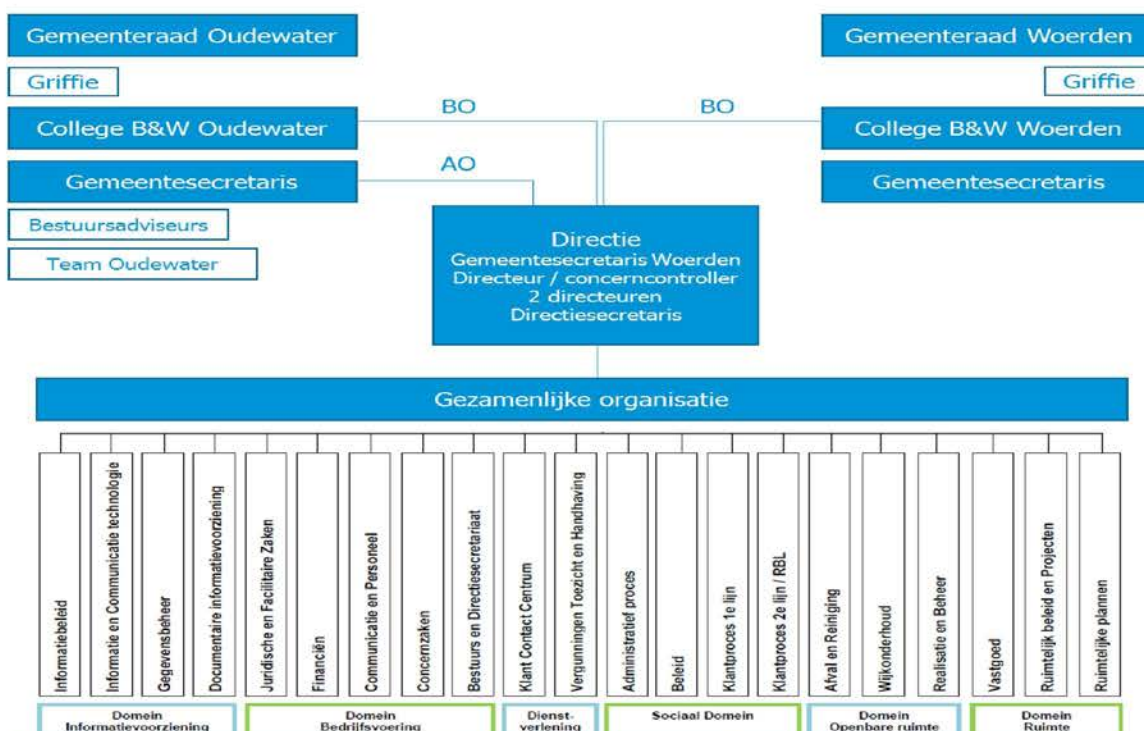 Gemeenteraad Oudewater
Gemeenteraad Woerden
Griffie
Griffie
BO
BO
College B&W Oudewater
College B&W Woerden
AO
Gemeentesecretaris
Gemeentesecretaris
Bestuursadviseurs
Team Oudewater
Directie
Gemeentesecretaris Woerden
Directeur / concerncontroller
2 directeuren
Directiesecretaris
Gezamenlijke organisatie
Informatiebeleid
Informatie en Communicatie technologie
Gegevensbeheer
Documentaire informatievoorziening
Juridische en Facilitaire Zaken
Financiën
Communicatie en Personeel
Concernzaken
Bestuurs en Directiesecretariaat
Klant Contact Centrum
Vergunningen Toezicht en Handhaving
Administratief proces
Beleid
Klantproces 1e lijn
Klantproces 2e lijn / RBL
Afval en Reiniging
Wijkonderhoud
Realisatie en Beheer
Vastgoed
Ruimtelijk beleid en Projecten
Ruimtelijke plannen
Domein
Informatievoorziening
Domein
Bedrijfsvoering
Dienst-
verlening
Sociaal Domein
Domein
Openbare ruimte
Domein
Ruimte